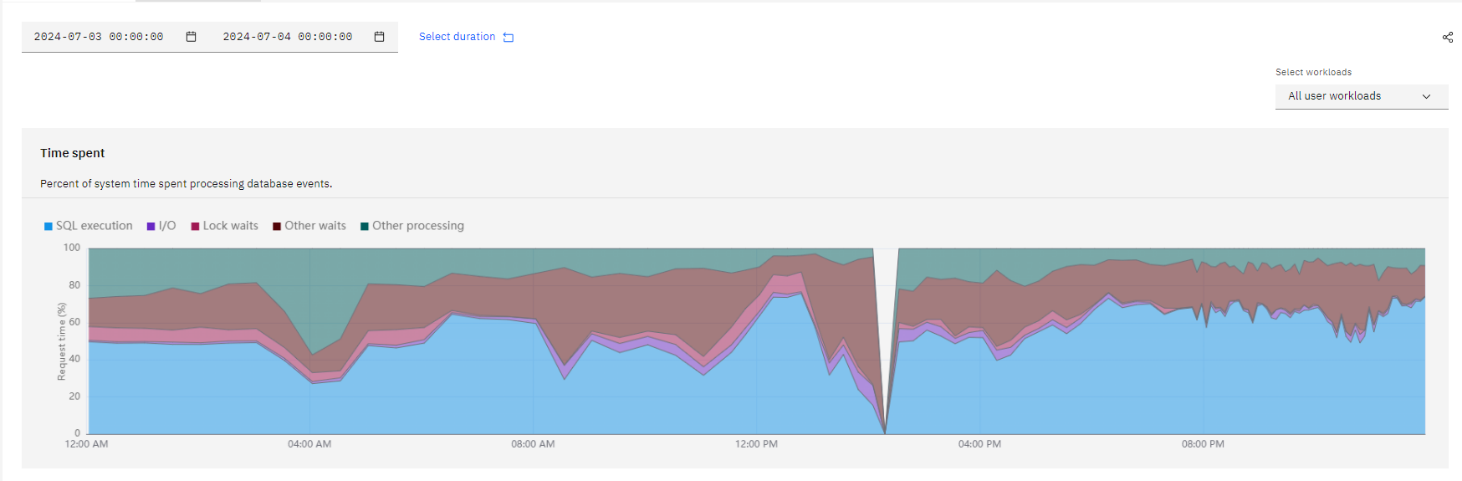 2024-07-03 00:00:00 2024-07-04 00:00:00 Select duration
Select workloads
All user workloads
Time spent
Percent of system time spent processing database events.
SQL execution I/O Lock waits Other waits Other processing
Request time (%)
100
80
60
40
20
0
12:00 AM 04:00 AM 08:00 AM 12:00 PM 04:00 PM 08:00 PM